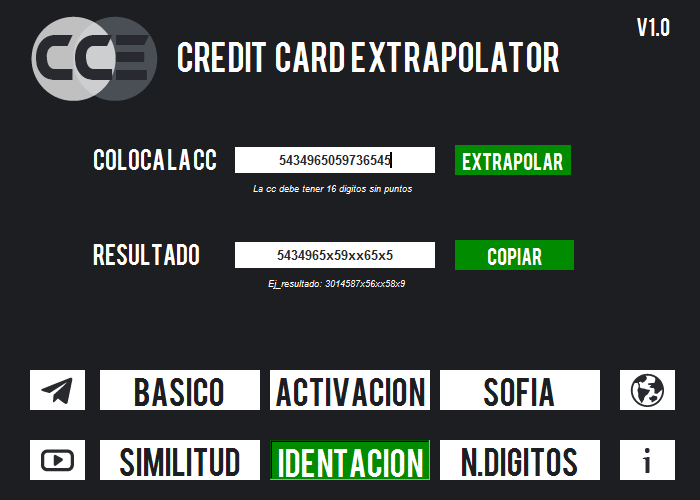 CCE
V1.0
CREDIT CARD EXTRAPOLATOR
COLOCA LA CC
5434965059736545
EXTRAPOLAR
La cc debe tener 16 digitos sin puntos
RESULTADO
5434965x59xx65x5
COPIAR
Ej_resultado: 3014587x56xx58x9
BASICO
ACTIVACION
SOFIA
SIMILITUD
IDENTACION
N.DIGITOS
i